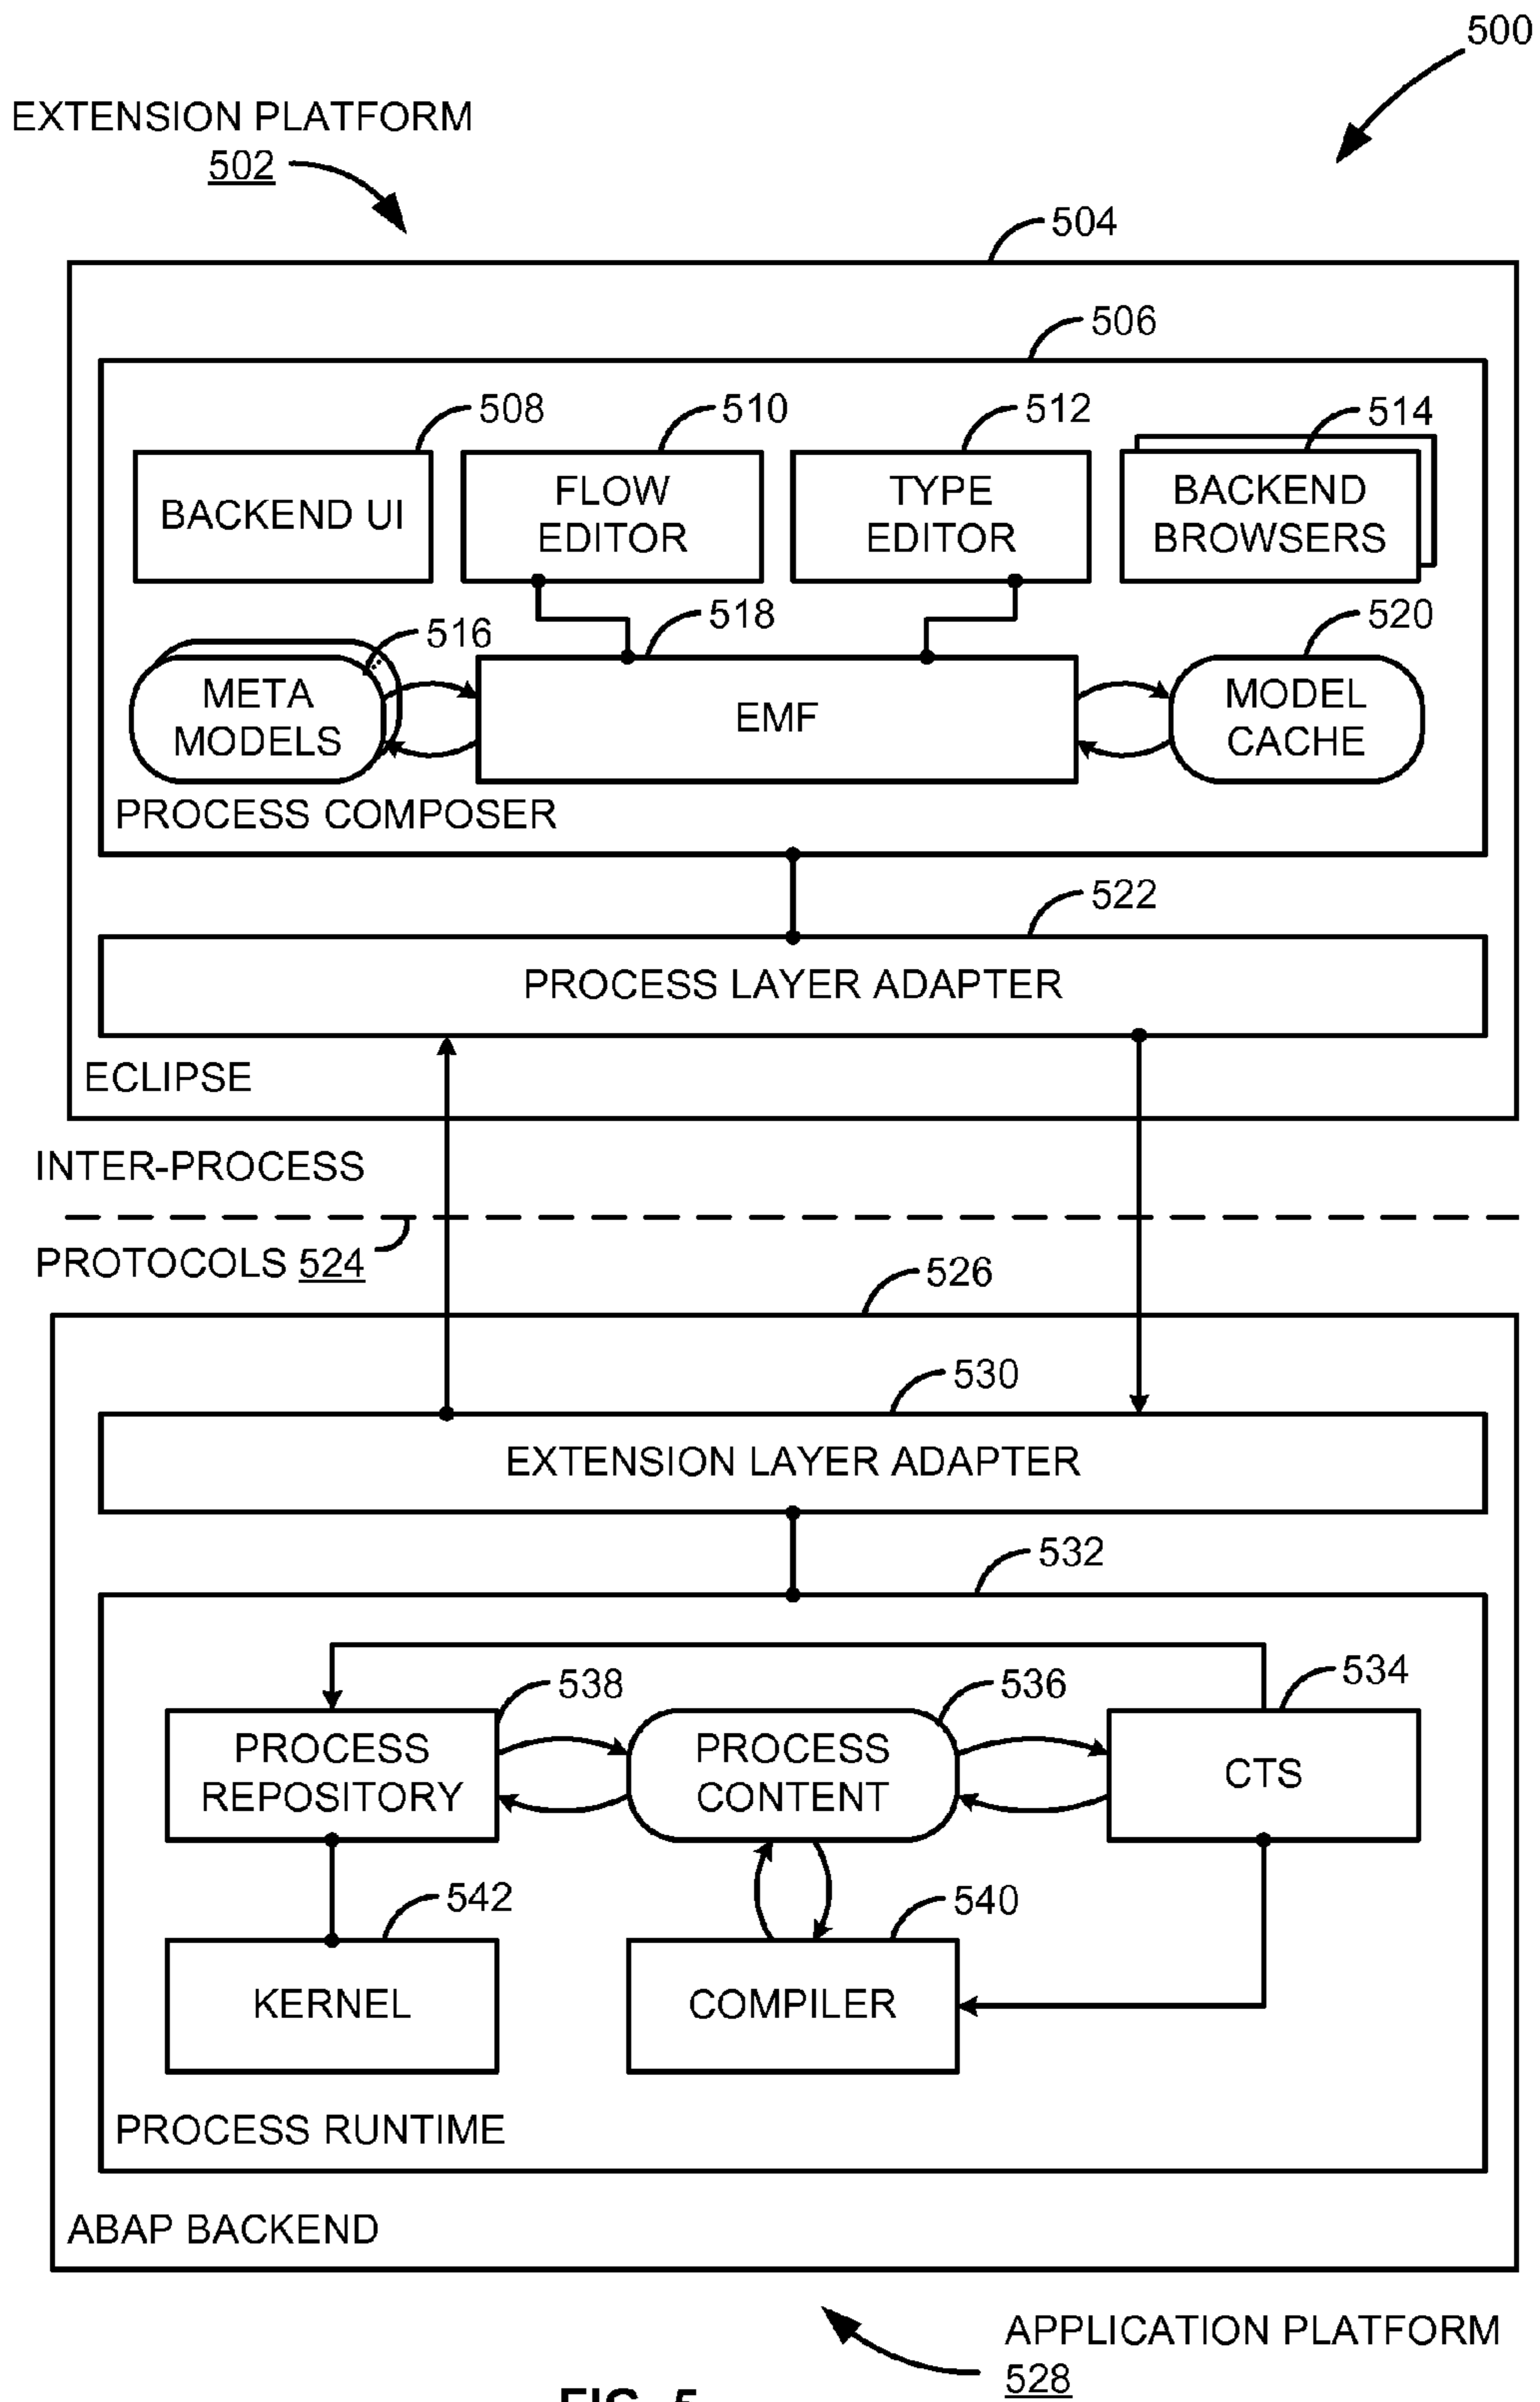 500
EXTENSION PLATFORM
502
504
506
508
510
512
514
BACKEND UI
FLOW
EDITOR
TYPE
EDITOR
BACKEND
BROWSERS
516
518
520
META
MODELS
EMF
MODEL
CACHE
PROCESS COMPOSER
522
PROCESS LAYER ADAPTER
ECLIPSE
INTER-PROCESS
PROTOCOLS 524
526
530
EXTENSION LAYER ADAPTER
532
538
536
534
PROCESS
REPOSITORY
PROCESS
CONTENT
CTS
542
540
KERNEL
COMPILER
PROCESS RUNTIME
ABAP BACKEND
APPLICATION PLATFORM
528
FIG. 5